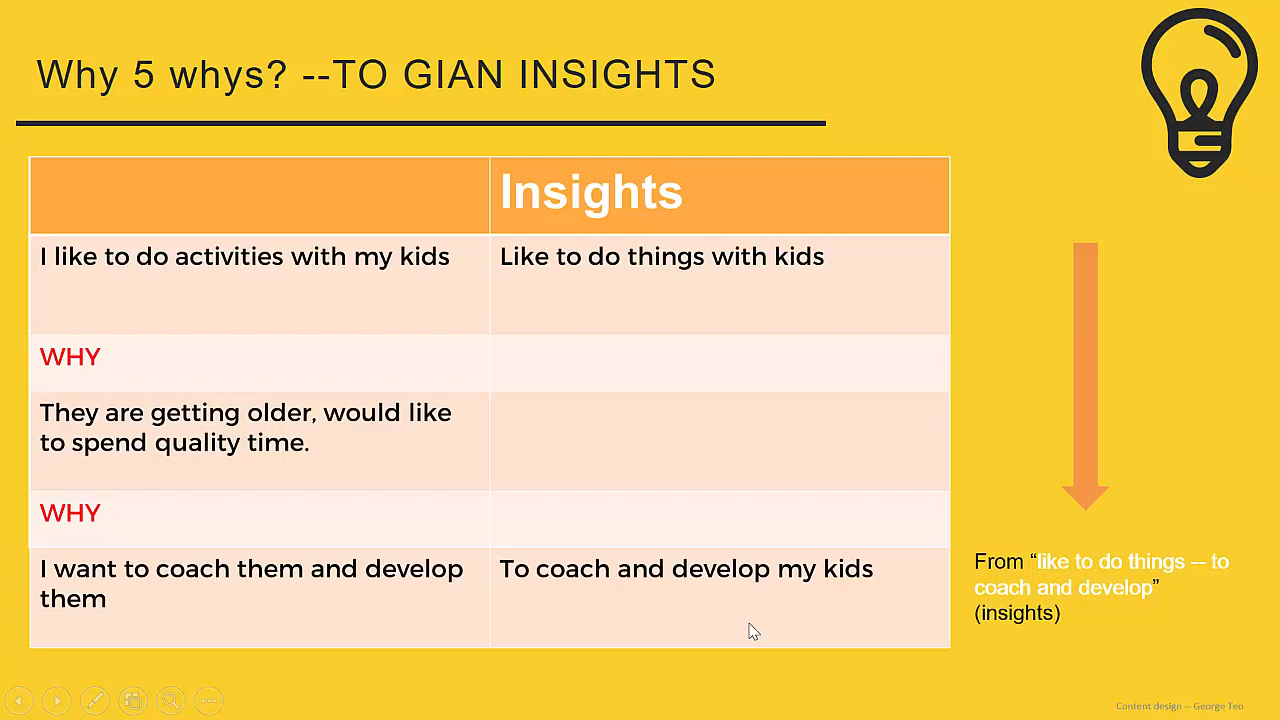 Why 5 whys? --TO GIAN INSIGHTS
Insights
I like to do activities with my kids
Like to do things with kids
WHY
They are getting older, would like
to spend quality time.
WHY
I want to coach them and develop
them
To coach and develop my kids
From “like to do things -- to
coach and develop”
(insights)
Content design -- George Teo